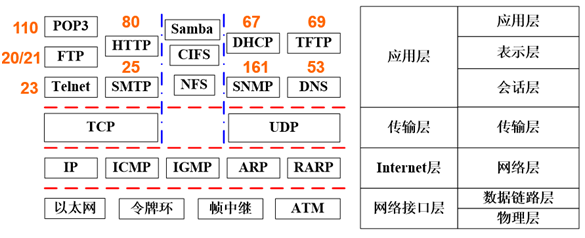 110 POP3 80 Samba 67 69
HTTP DHCP TFTP
20/21 FTP CIFS
25 161 53
23 Telnet SMTP NFS SNMP DNS
TCP UDP
IP ICMP IGMP ARP RARP
以太网 令牌环 帧中继 ATM
应用层 应用层
表示层
会话层
传输层 传输层
Internet层 网络层
网络接口层 数据链路层
物理层